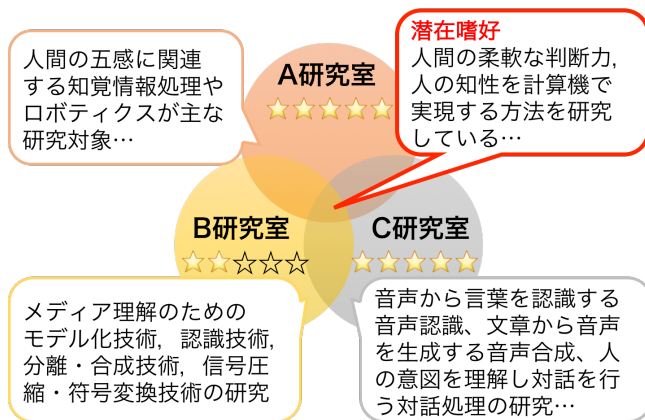 人間の五感に関連
する知覚情報処理や
ロボティクスが主な
研究対象…
潜在嗜好
人間の柔軟な判断力,
人の知性を計算機で
実現する方法を研究
している…
A研究室
★★★★★
B研究室
★★☆☆☆
C研究室
★★★★★
メディア理解のための
モデル化技術, 認識技術,
分離・合成技術, 信号圧
縮・符号変換技術の研究
音声から言葉を認識する
音声認識、文章から音声
を生成する音声合成、人
の意図を理解し対話を行
う対話処理の研究…